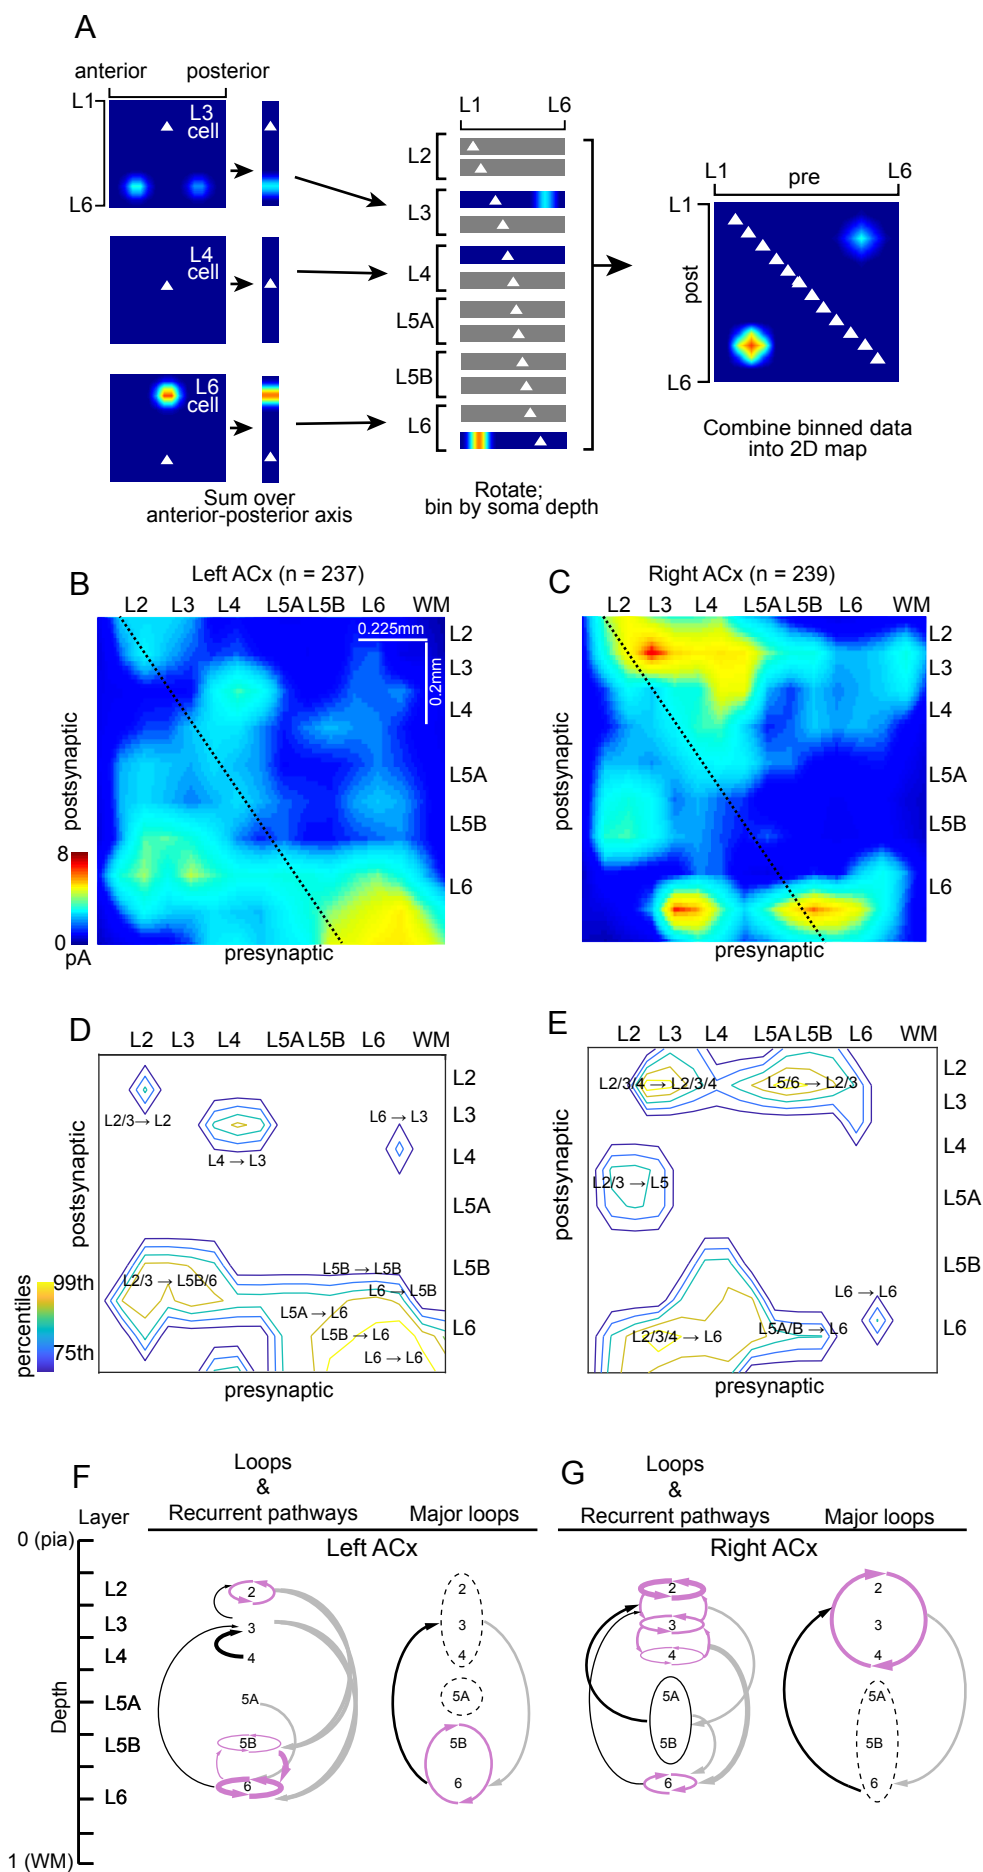 A
anterior posterior
L1
L3
cell
L6
L4
cell
L6
cell
Sum over
anterior-posterior axis
L1 L6
L2
L3
L4
L5A
L5B
L6
Rotate;
bin by soma depth
L1 pre L6
L1
post
L6
Combine binned data
into 2D map
B Left ACx (n = 237)
L2 L3 L4 L5A L5B L6 WM
0.225mm
0.2mm
L2
L3
L4
L5A
L5B
L6
postsynaptic
8
0
pA
presynaptic
C Right ACx (n = 239)
L2 L3 L4 L5A L5B L6 WM
L2
L3
L4
L5A
L5B
L6
postsynaptic
presynaptic
D
L2 L3 L4 L5A L5B L6 WM
L2
L3
L4
L5A
L5B
L6
postsynaptic
L2/3 → L2
L6 → L3
L4 → L3
L5B → L5B
L2/3 → L5B/6
L6 → L5B
L5A → L6
L5B → L6
L6 → L6
percentiles
99th
75th
presynaptic
E
L2 L3 L4 L5A L5B L6 WM
L2
L3
L4
L5A
L5B
L6
postsynaptic
L2/3/4 → L2/3/4
L5/6 → L2/3
L2/3 → L5
L6 → L6
L2/3/4 → L6
L5A/B → L6
presynaptic
F
Loops
&
Recurrent pathways
Major loops
Left ACx
Layer
0 (pia)
L2
L3
L4
L5A
L5B
L6
1 (WM)
Depth
2
3
4
5A
5B
6
2
3
4
5A
5B
6
G
Loops
&
Recurrent pathways
Major loops
Right ACx
2
3
4
5A
5B
6
2
3
4
5A
5B
6